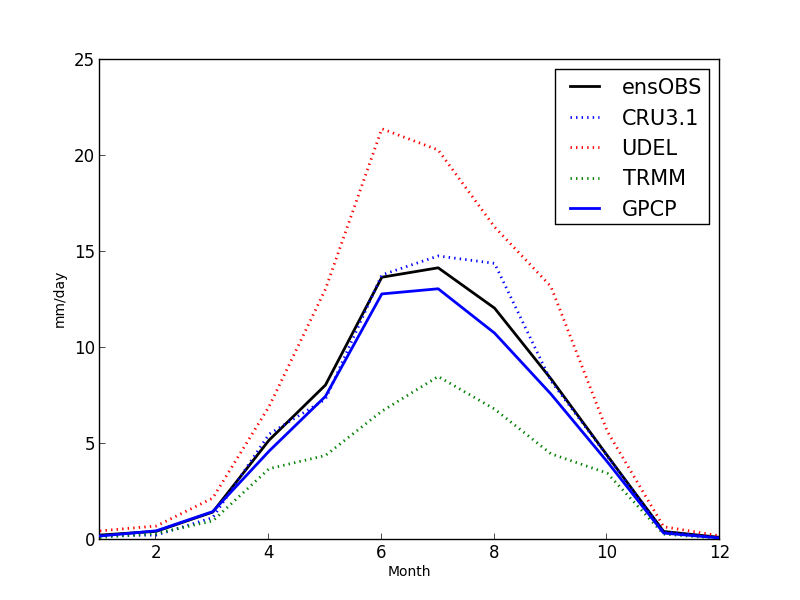 25
20
15
10
5
0
mm/day
2
4
6
8
10
12
Month
ensOBS
CRU3.1
UDEL
TRMM
GPCP